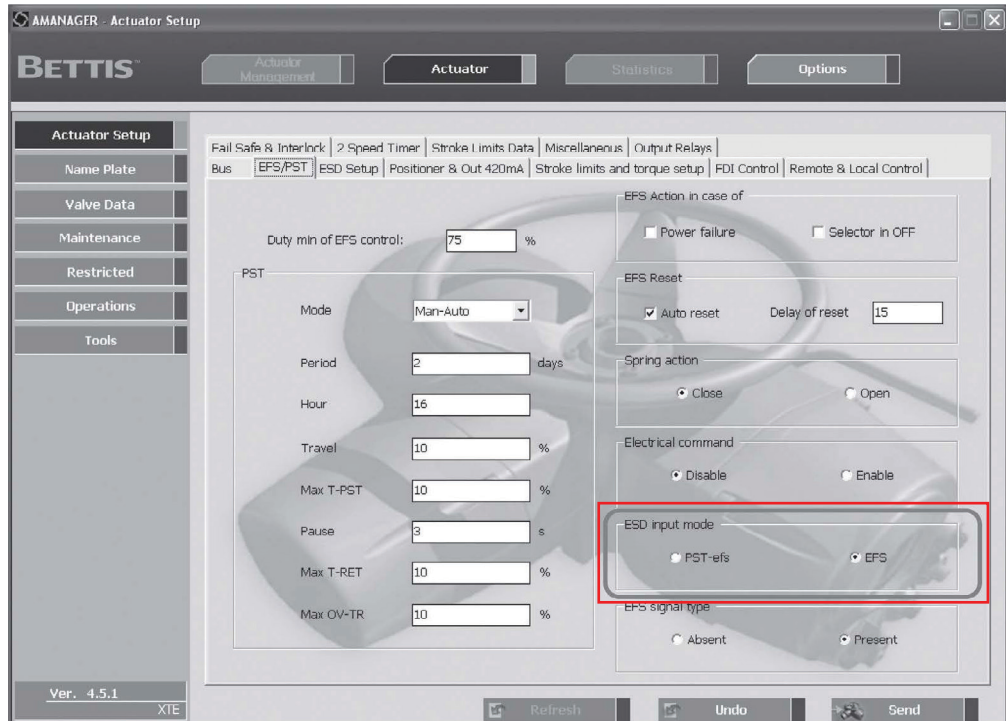 AMANAGER - Actuator Setup
BETTIS™
Actuator Management
Actuator
Statistics
Options
Actuator Setup
Name Plate
Valve Data
Maintenance
Restricted
Operations
Tools
Ver. 4.5.1
XTE
Fail Safe & Interlock
2 Speed Timer
Stroke Limits Data
Miscellaneous
Output Relays
Bus
EFS/PST
ESD Setup
Positioner & Out 420mA
Stroke limits and torque setup
FDI Control
Remote & Local Control
Duty min of EFS control: 75 %
PST
Mode Man-Auto
Period 2 days
Hour 16
Travel 10 %
Max T-PST 10 %
Pause 3 s
Max T-RET 10 %
Max OV-TR 10 %
EFS Action in case of
Power failure Selector in OFF
EFS Reset
Auto reset Delay of reset 15
Spring action
Close Open
Electrical command
Disable Enable
ESD input mode
PST-efs EFS
EFS signal type
Absent Present
Refresh
Undo
Send